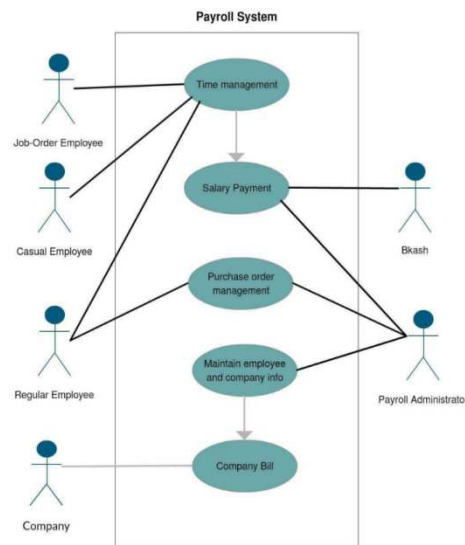 Payroll System
Time management
Job-Order Employee
Salary Payment
Casual Employee
Bkash
Purchase order
management
Maintain employee
and company info
Regular Employee
Payroll Administrato
Company Bill
Company